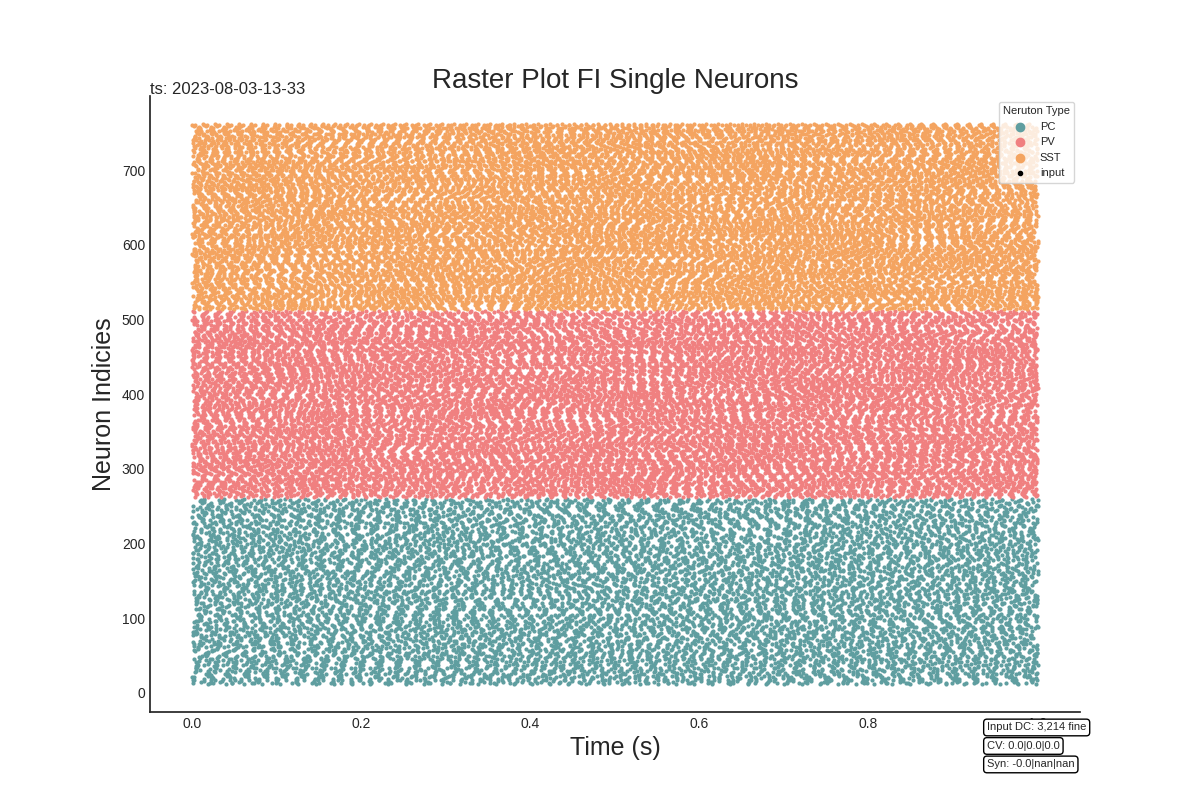 Raster Plot FI Single Neurons
ts: 2023-08-03-13-33
Neruton Type
PC
PV
SST
input
Neuron Indicies
700
600
500
400
300
200
100
0
0.0 0.2 0.4 0.6 0.8
Time (s)
Input DC: 3,214 fine
CV: 0.0|0.0|0.0
Syn: -0.0|nan|nan